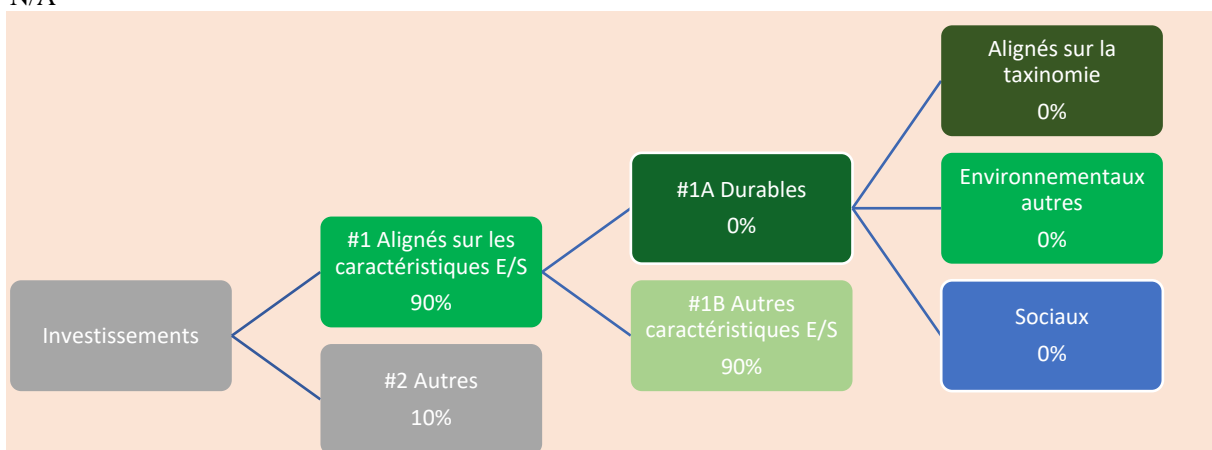 N/A
Alignés sur la
taxinomie
0%
#1A Durables
0%
Environnementaux
autres
0%
#1 Alignés sur les
caractéristiques E/S
90%
#1B Autres
caractéristiques E/S
90%
Sociaux
0%
Investissements
#2 Autres
10%